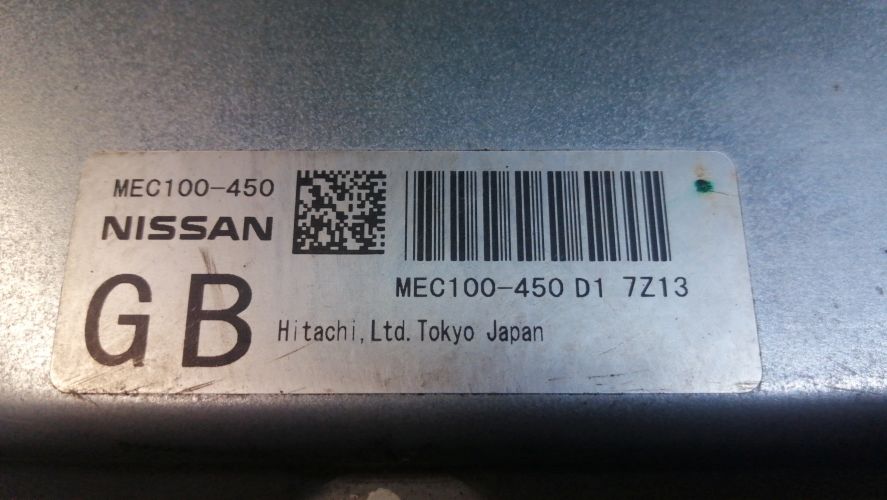 MEC100-450
NISSAN
GB
MEC100-450 D1 7Z13
Hitachi,Ltd.Tokyo Japan